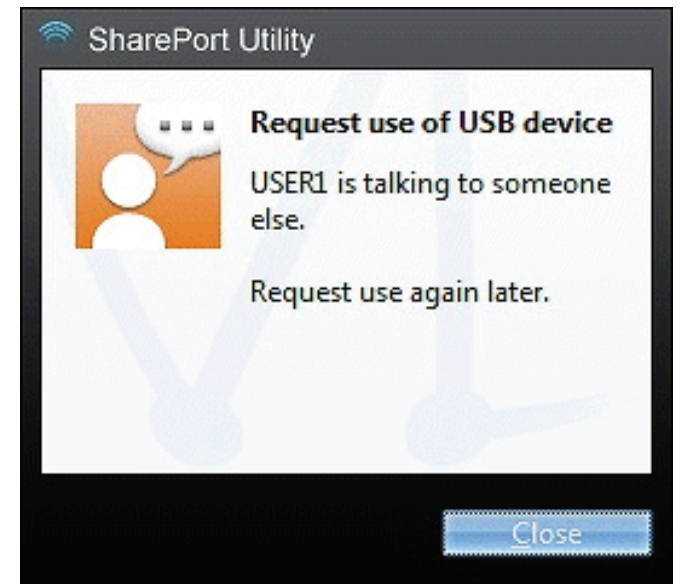 SharePort Utility
Request use of USB device
USER1 is talking to someone
else.
Request use again later.
Close